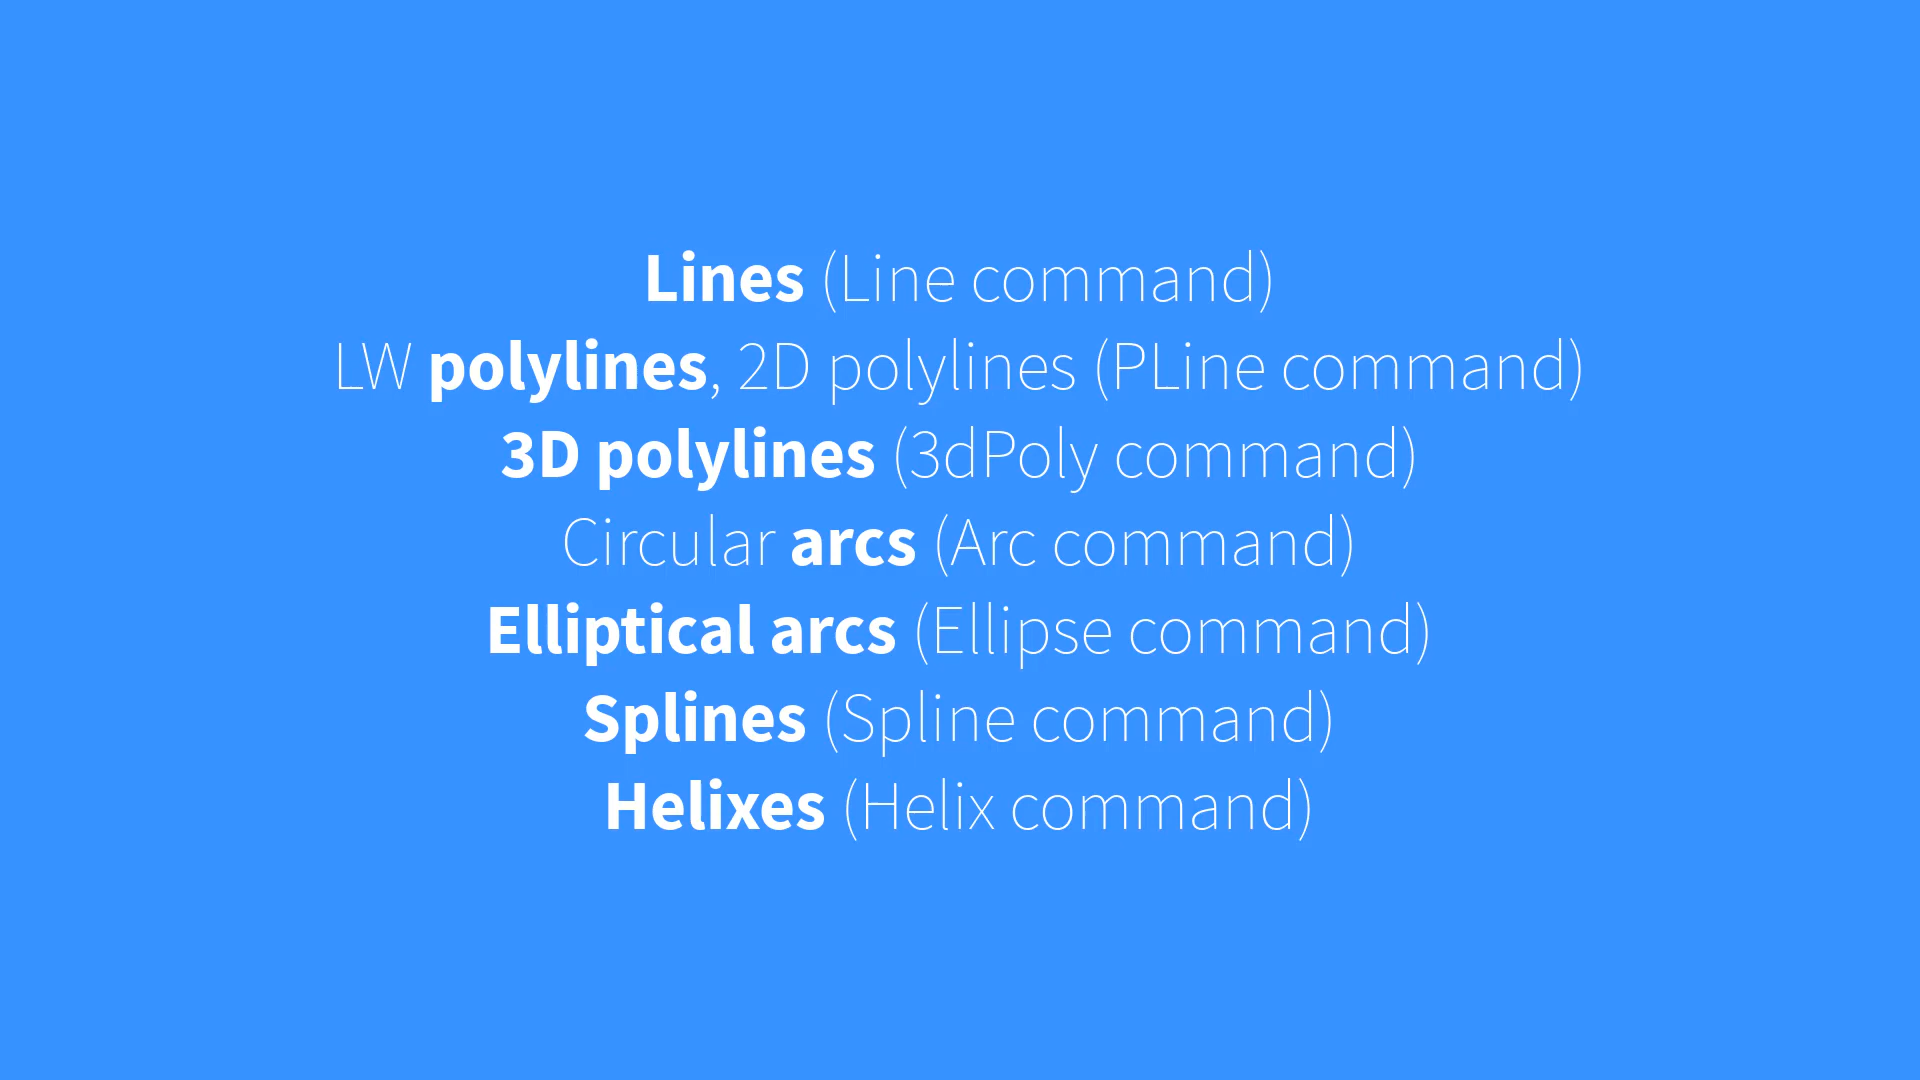 Lines (Line command)
LW polylines, 2D polylines (PLine command)
3D polylines (3dPoly command)
Circular arcs (Arc command)
Elliptical arcs (Ellipse command)
Splines (Spline command)
Helixes (Helix command)